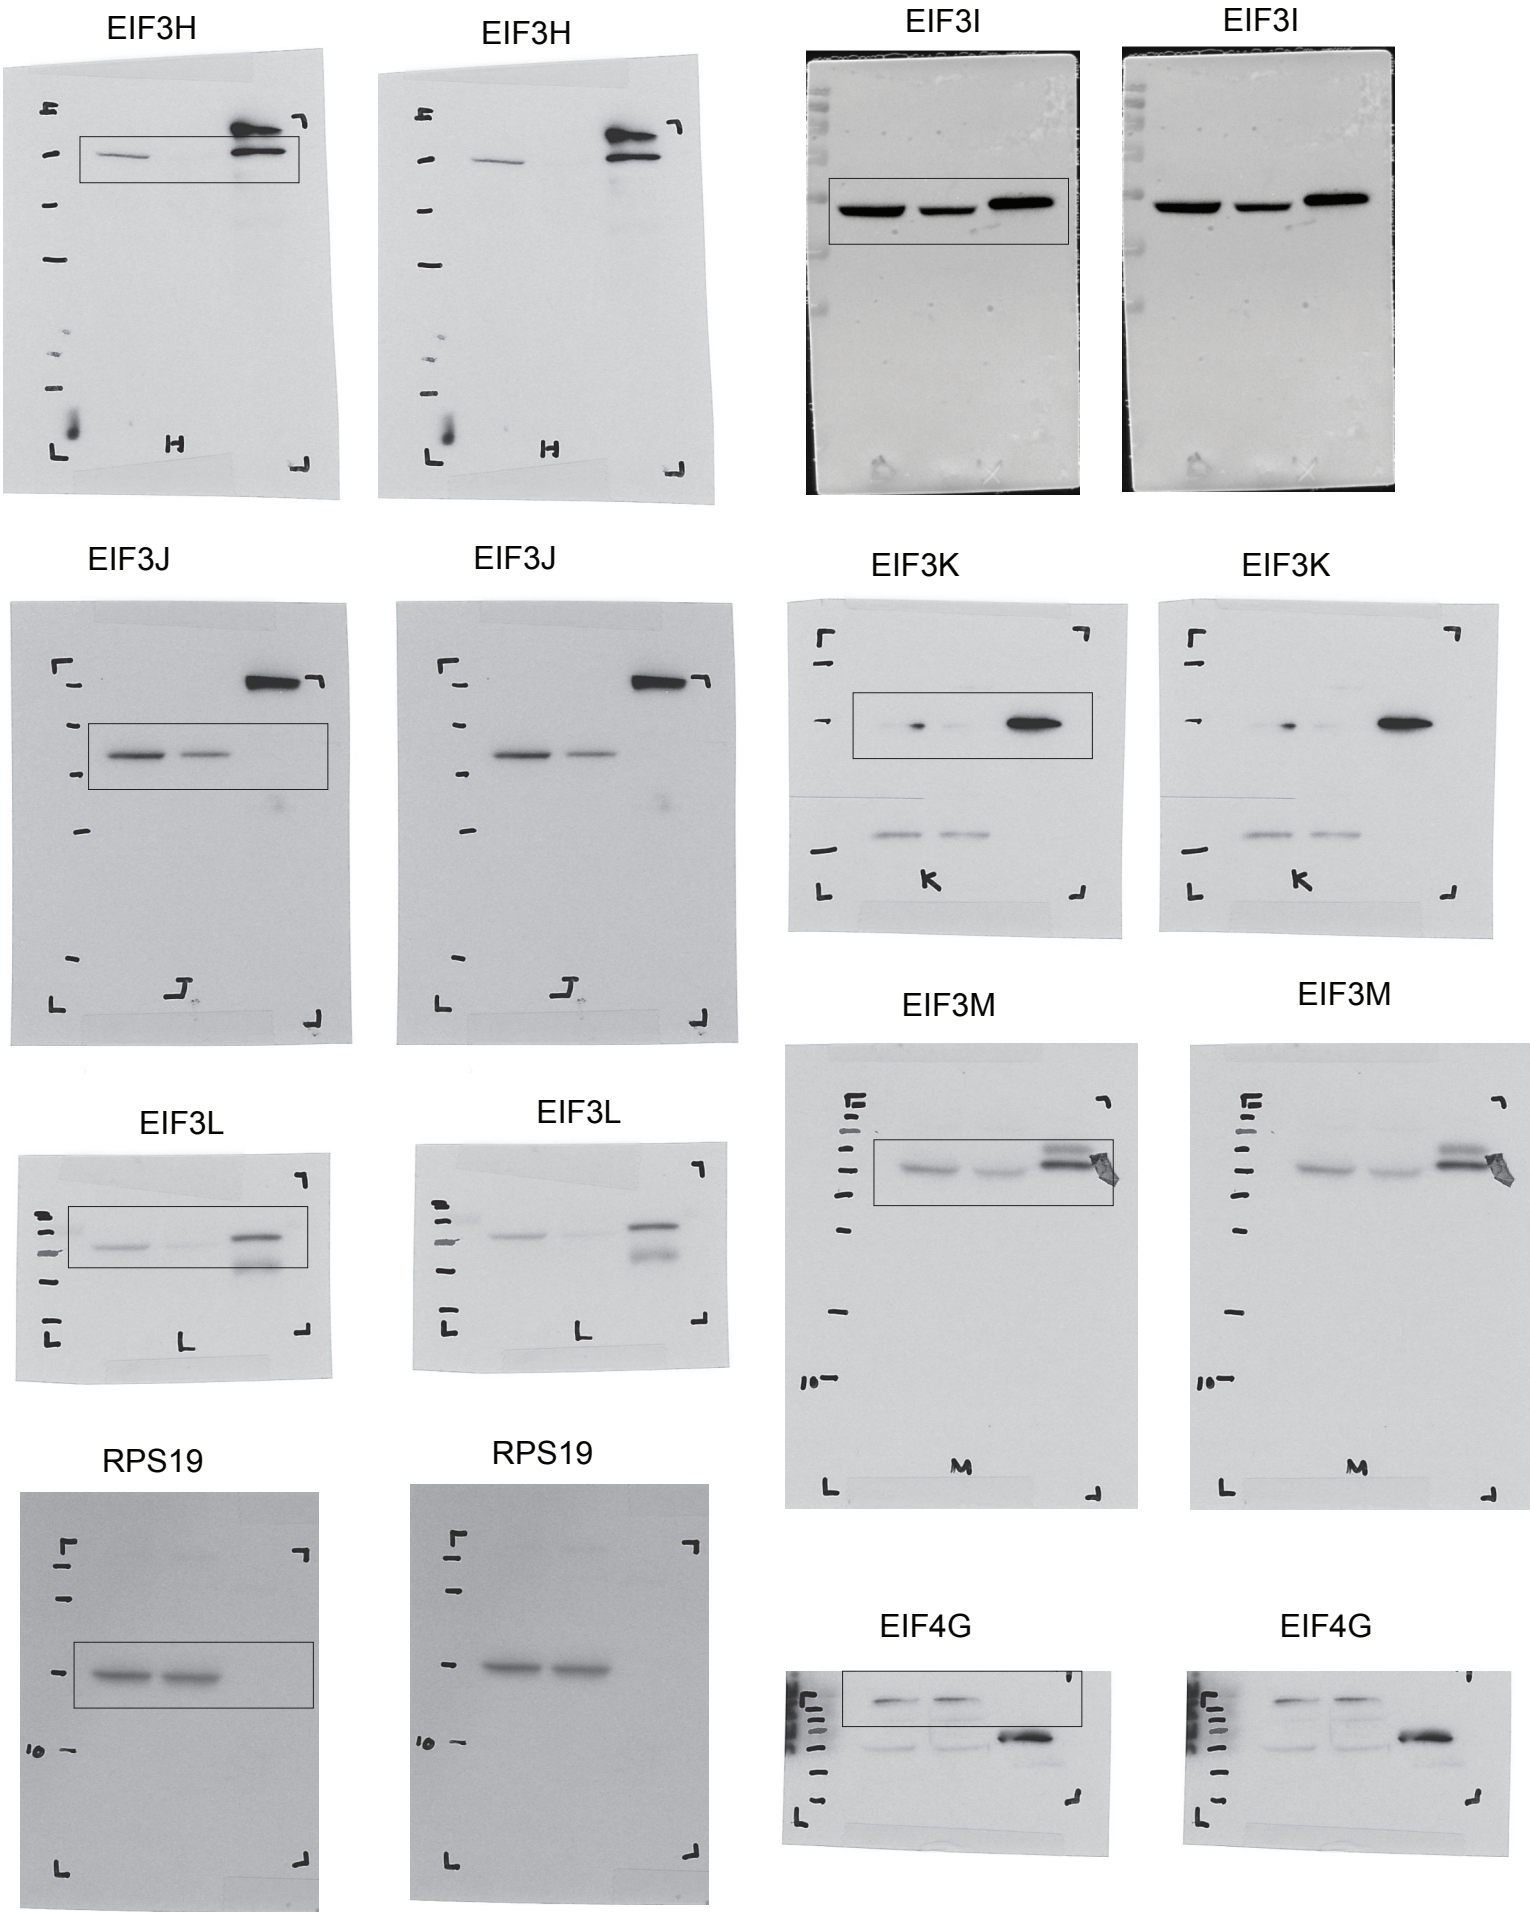 EIF3H
EIF3H
EIF3I
EIF3I
H
H
EIF3J
EIF3J
EIF3K
EIF3K
J
J
K
K
EIF3L
EIF3L
EIF3M
EIF3M
L
L
10
10
M
M
RPS19
RPS19
10
10
EIF4G
EIF4G